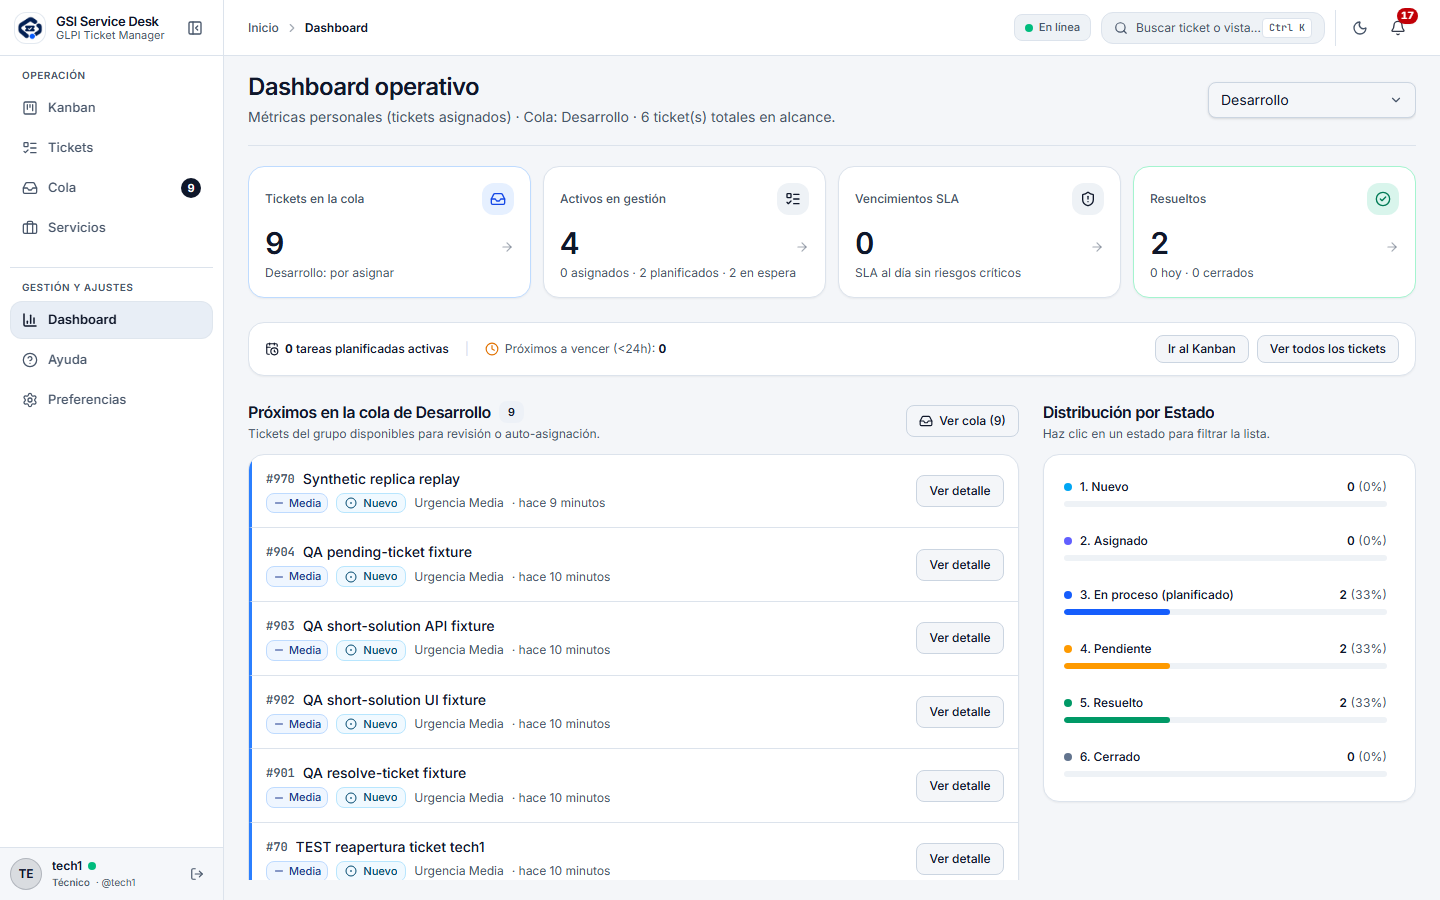 GSI Service Desk
GLPI Ticket Manager
Inicio > Dashboard
En línea
Buscar ticket o vista... Ctrl K
17
OPERACIÓN
Kanban
Tickets
Cola 9
Servicios
GESTIÓN Y AJUSTES
Dashboard
Ayuda
Preferencias
TE
tech1
Técnico · @tech1
Dashboard operativo
Métricas personales (tickets asignados) · Cola: Desarrollo · 6 ticket(s) totales en alcance.
Desarrollo
Tickets en la cola
9
Desarrollo: por asignar
Activos en gestión
4
0 asignados · 2 planificados · 2 en espera
Vencimientos SLA
0
SLA al día sin riesgos críticos
Resueltos
2
0 hoy · 0 cerrados
0 tareas planificadas activas
Próximos a vencer (<24h): 0
Ir al Kanban
Ver todos los tickets
Próximos en la cola de Desarrollo 9
Tickets del grupo disponibles para revisión o auto-asignación.
Ver cola (9)
#970 Synthetic replica replay
Media Nuevo Urgencia Media · hace 9 minutos
Ver detalle
#904 QA pending-ticket fixture
Media Nuevo Urgencia Media · hace 10 minutos
Ver detalle
#903 QA short-solution API fixture
Media Nuevo Urgencia Media · hace 10 minutos
Ver detalle
#902 QA short-solution UI fixture
Media Nuevo Urgencia Media · hace 10 minutos
Ver detalle
#901 QA resolve-ticket fixture
Media Nuevo Urgencia Media · hace 10 minutos
Ver detalle
#70 TEST reapertura ticket tech1
Media Nuevo Urgencia Media · hace 10 minutos
Ver detalle
Distribución por Estado
Haz clic en un estado para filtrar la lista.
1. Nuevo 0 (0%)
2. Asignado 0 (0%)
3. En proceso (planificado) 2 (33%)
4. Pendiente 2 (33%)
5. Resuelto 2 (33%)
6. Cerrado 0 (0%)